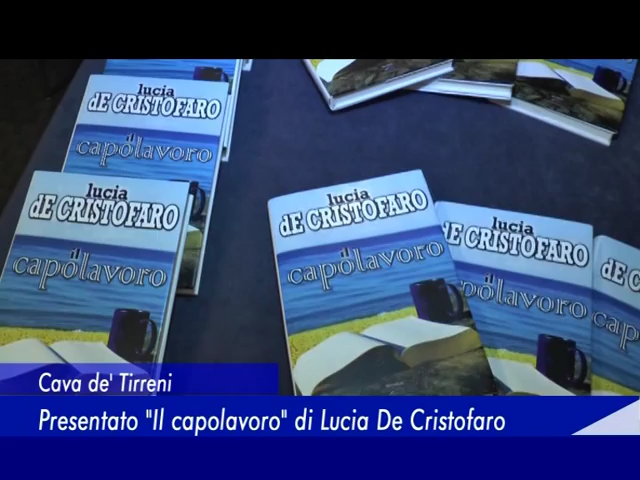 lucia
dE CRISTOFARO
il
capolavoro
lucia
dE CRISTOFARO
il
capolavoro
lucia
dE CRISTOFARO
il
capolavoro
lucia
dE CRISTOFARO
il
capolavoro
Cava de' Tirreni
Presentato "Il capolavoro" di Lucia De Cristofaro